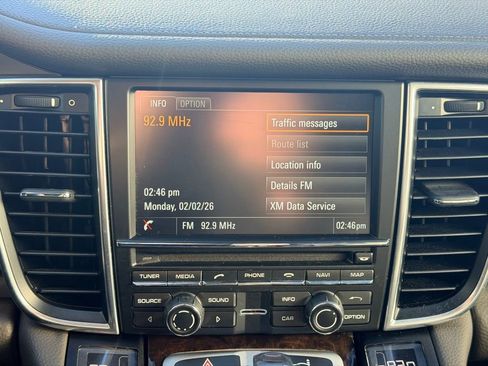 INFO OPTION
92.9 MHz
Traffic messages
Route list
Location info
Details FM
XM Data Service
02:46 pm
Monday, 02/02/26
FM 92.9 MHz 02:46pm
TUNER MEDIA PHONE NAVI MAP
SOURCE SOUND INFO
CAR OPTION